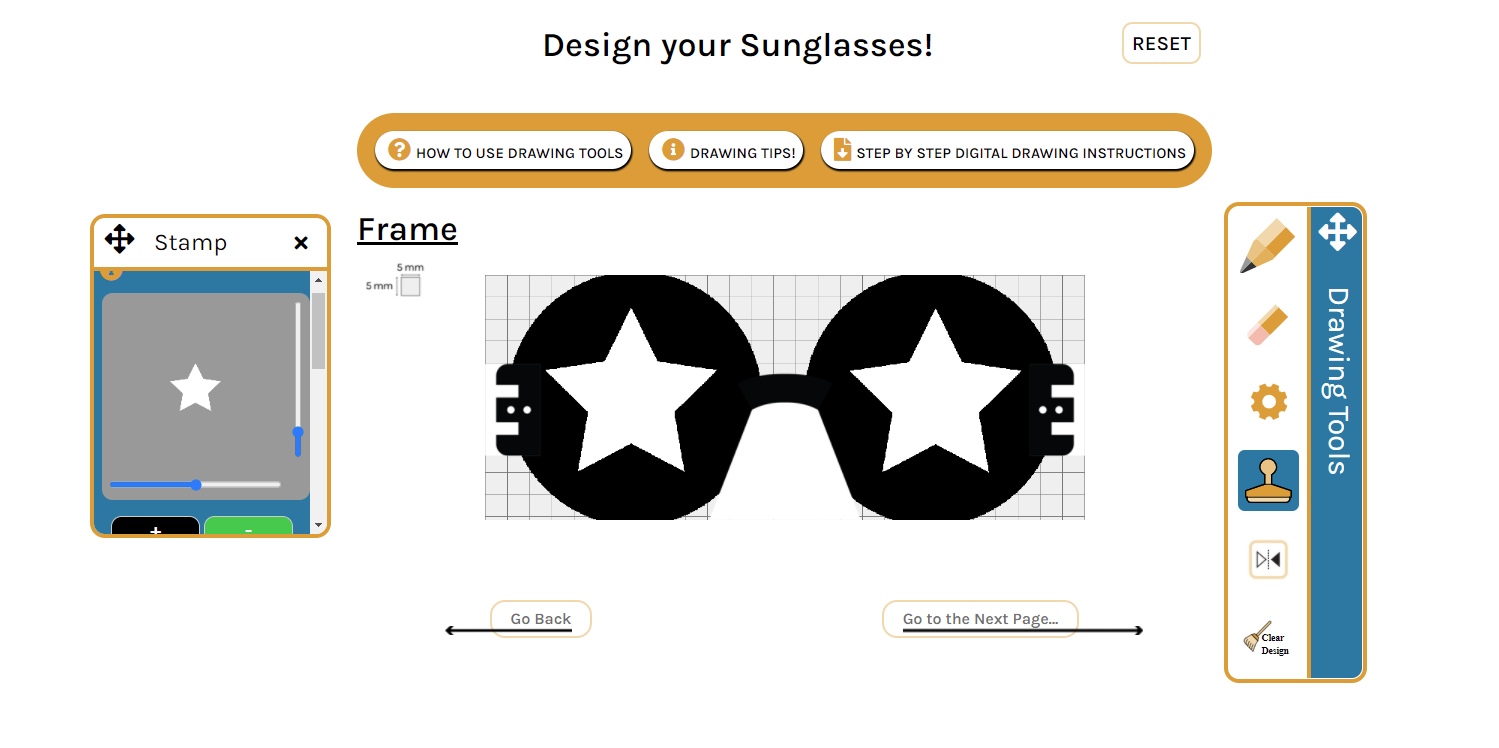 Design your Sunglasses!
RESET
HOW TO USE DRAWING TOOLS
DRAWING TIPS!
STEP BY STEP DIGITAL DRAWING INSTRUCTIONS
Stamp
Frame
5 mm
5 mm
+
-
Go Back
Go to the Next Page...
Drawing Tools
Clear
Design